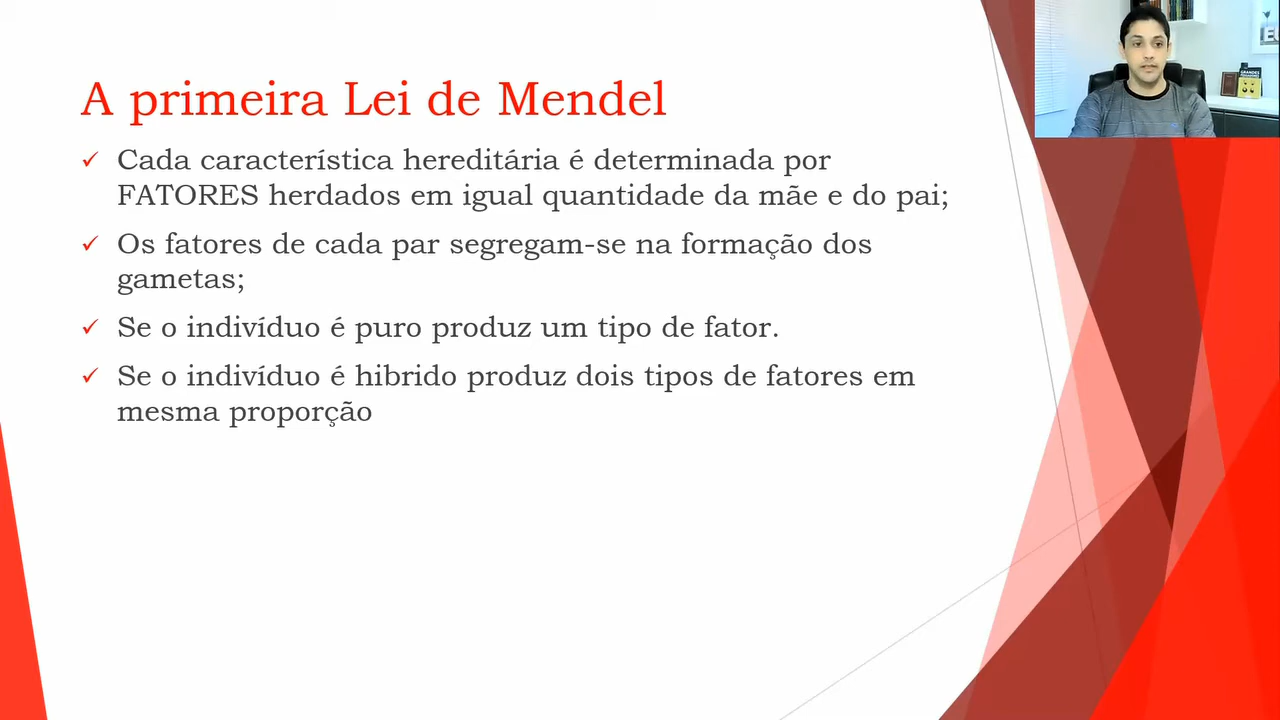 A primeira Lei de Mendel
Cada característica hereditária é determinada por
FATORES herdados em igual quantidade da mãe e do pai;
Os fatores de cada par segregam-se na formação dos
gametas;
Se o indivíduo é puro produz um tipo de fator.
Se o indivíduo é hibrido produz dois tipos de fatores em
mesma proporção
GRANDES